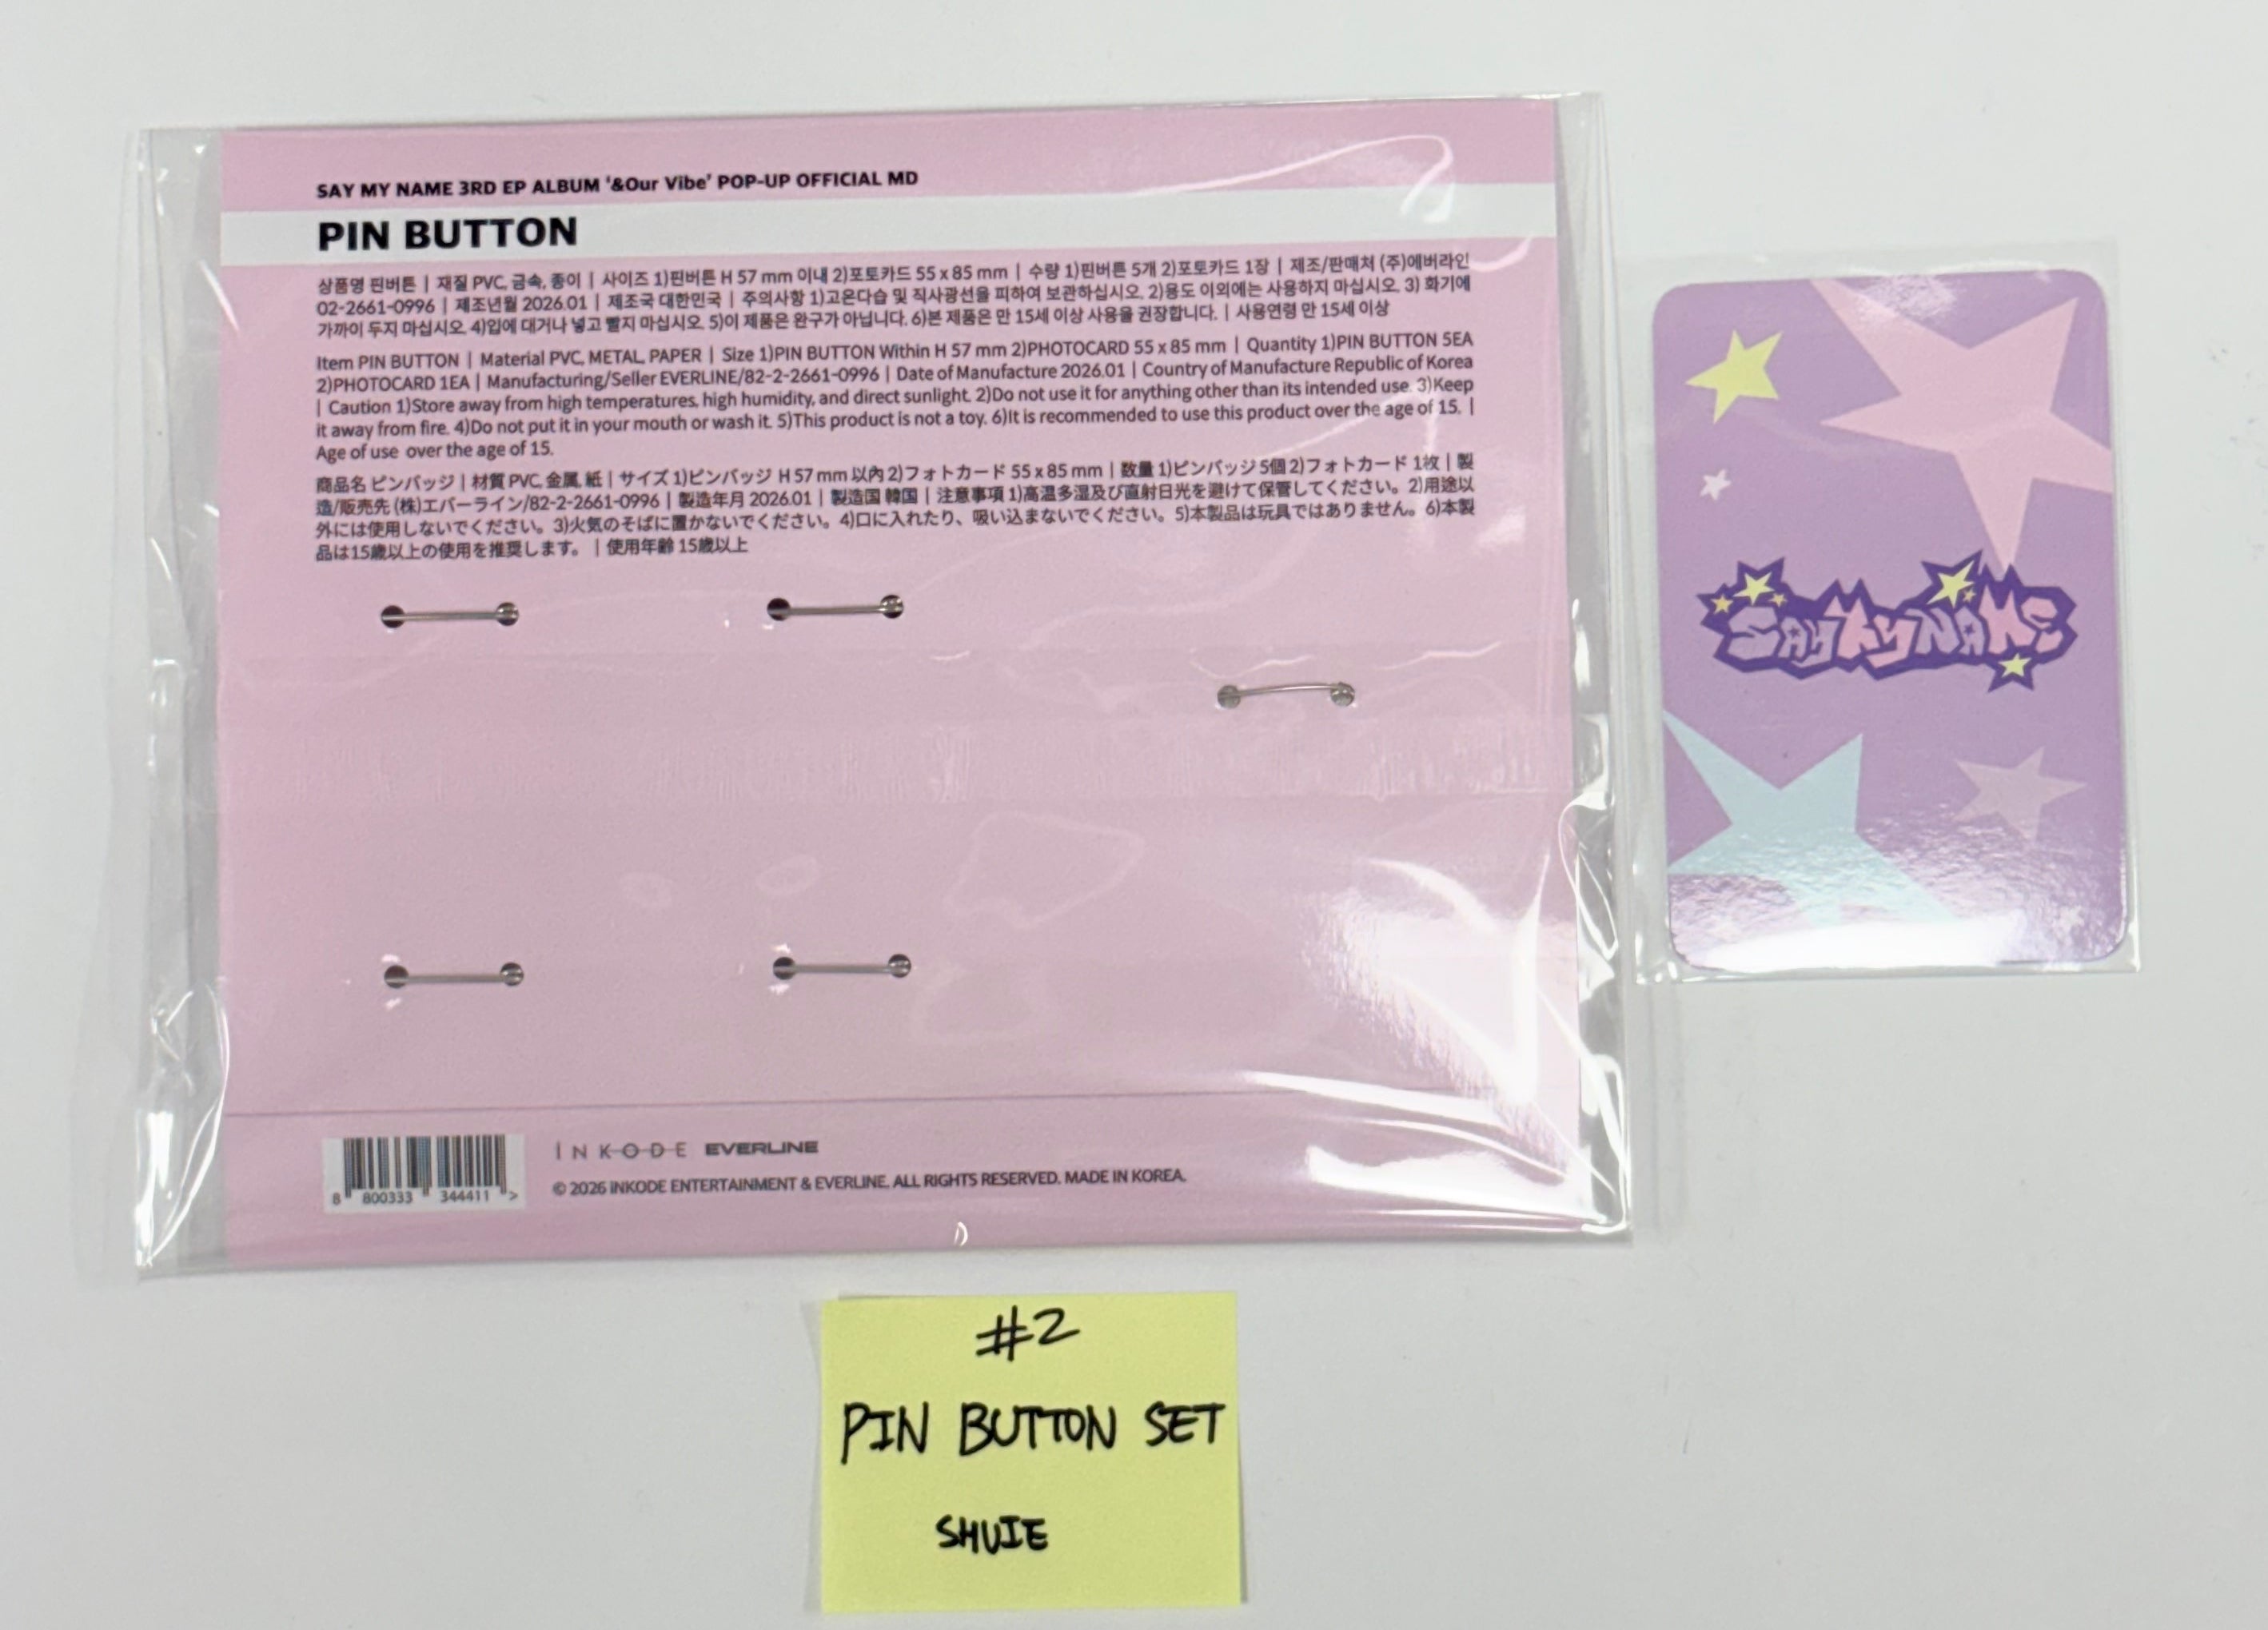 SAY MY NAME 3RD EP ALBUM ‘&Our Vibe’ POP-UP OFFICIAL MD
PIN BUTTON
상품명 핀버튼 | 재질 PVC, 금속, 종이 | 사이즈 1)핀버튼 H 57 mm 이내 2)포토카드 55 x 85 mm | 수량 1)핀버튼 5개 2)포토카드 1장 | 제조/판매처 (주)에버라인
02-2661-0996 | 제조년월 2026.01 | 제조국 대한민국 | 주의사항 1)고온다습 및 직사광선을 피하여 보관하십시오. 2)용도 이외에는 사용하지 마십시오. 3) 화기에
가까이 두지 마십시오. 4)입에 대거나 넣고 빨지 마십시오. 5)이 제품은 완구가 아닙니다. 6)본 제품은 만 15세 이상 사용을 권장합니다. | 사용연령 만 15세 이상
Item PIN BUTTON | Material PVC, METAL, PAPER | Size 1)PIN BUTTON Within H 57 mm 2)PHOTOCARD 55 x 85 mm | Quantity 1)PIN BUTTON 5EA
2)PHOTOCARD 1EA | Manufacturing/Seller EVERLINE/82-2-2661-0996 | Date of Manufacture 2026.01 | Country of Manufacture Republic of Korea
| Caution 1)Store away from high temperatures, high humidity, and direct sunlight. 2)Do not use it for anything other than its intended use. 3)Keep
it away from fire. 4)Do not put it in your mouth or wash it. 5)This product is not a toy. 6)It is recommended to use this product over the age of 15. |
Age of use over the age of 15.
商品名 ピンバッジ | 材質 PVC, 金属, 紙 | サイズ 1)ピンバッジ H 57 mm 以内 2)フォトカード 55 x 85 mm | 数量 1)ピンバッジ 5個 2)フォトカード 1枚 | 製
造/販売先 (株)エバーライン/82-2-2661-0996 | 製造年月 2026.01 | 製造国 韓国 | 注意事項 1)高温多湿及び直射日光を避けて保管してください。2)用途以
外には使用しないでください。3)火気のそばに置かないでください。4)口に入れたり、吸い込まないでください。5)本製品は玩具ではありません。6)本製
品は15歳以上の使用を推奨します。 | 使用年齢 15歳以上
SAYMYNAME
8 800333 344411 >
INKODE EVERLINE
© 2026 INKODE ENTERTAINMENT & EVERLINE. ALL RIGHTS RESERVED. MADE IN KOREA.
#2
PIN BUTTON SET
SHUIE